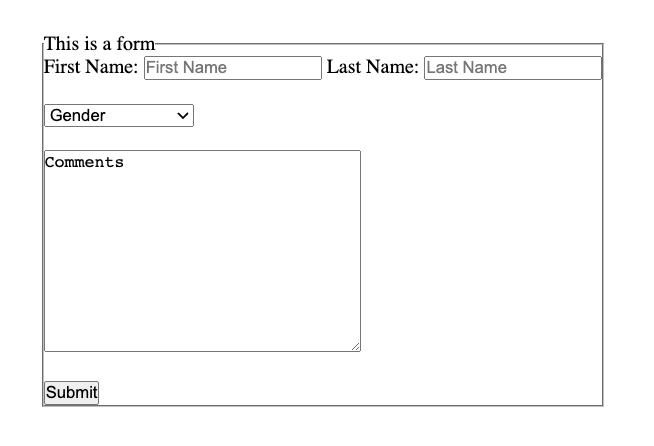 This is a form
First Name: First Name Last Name: Last Name
Gender
Comments
Submit